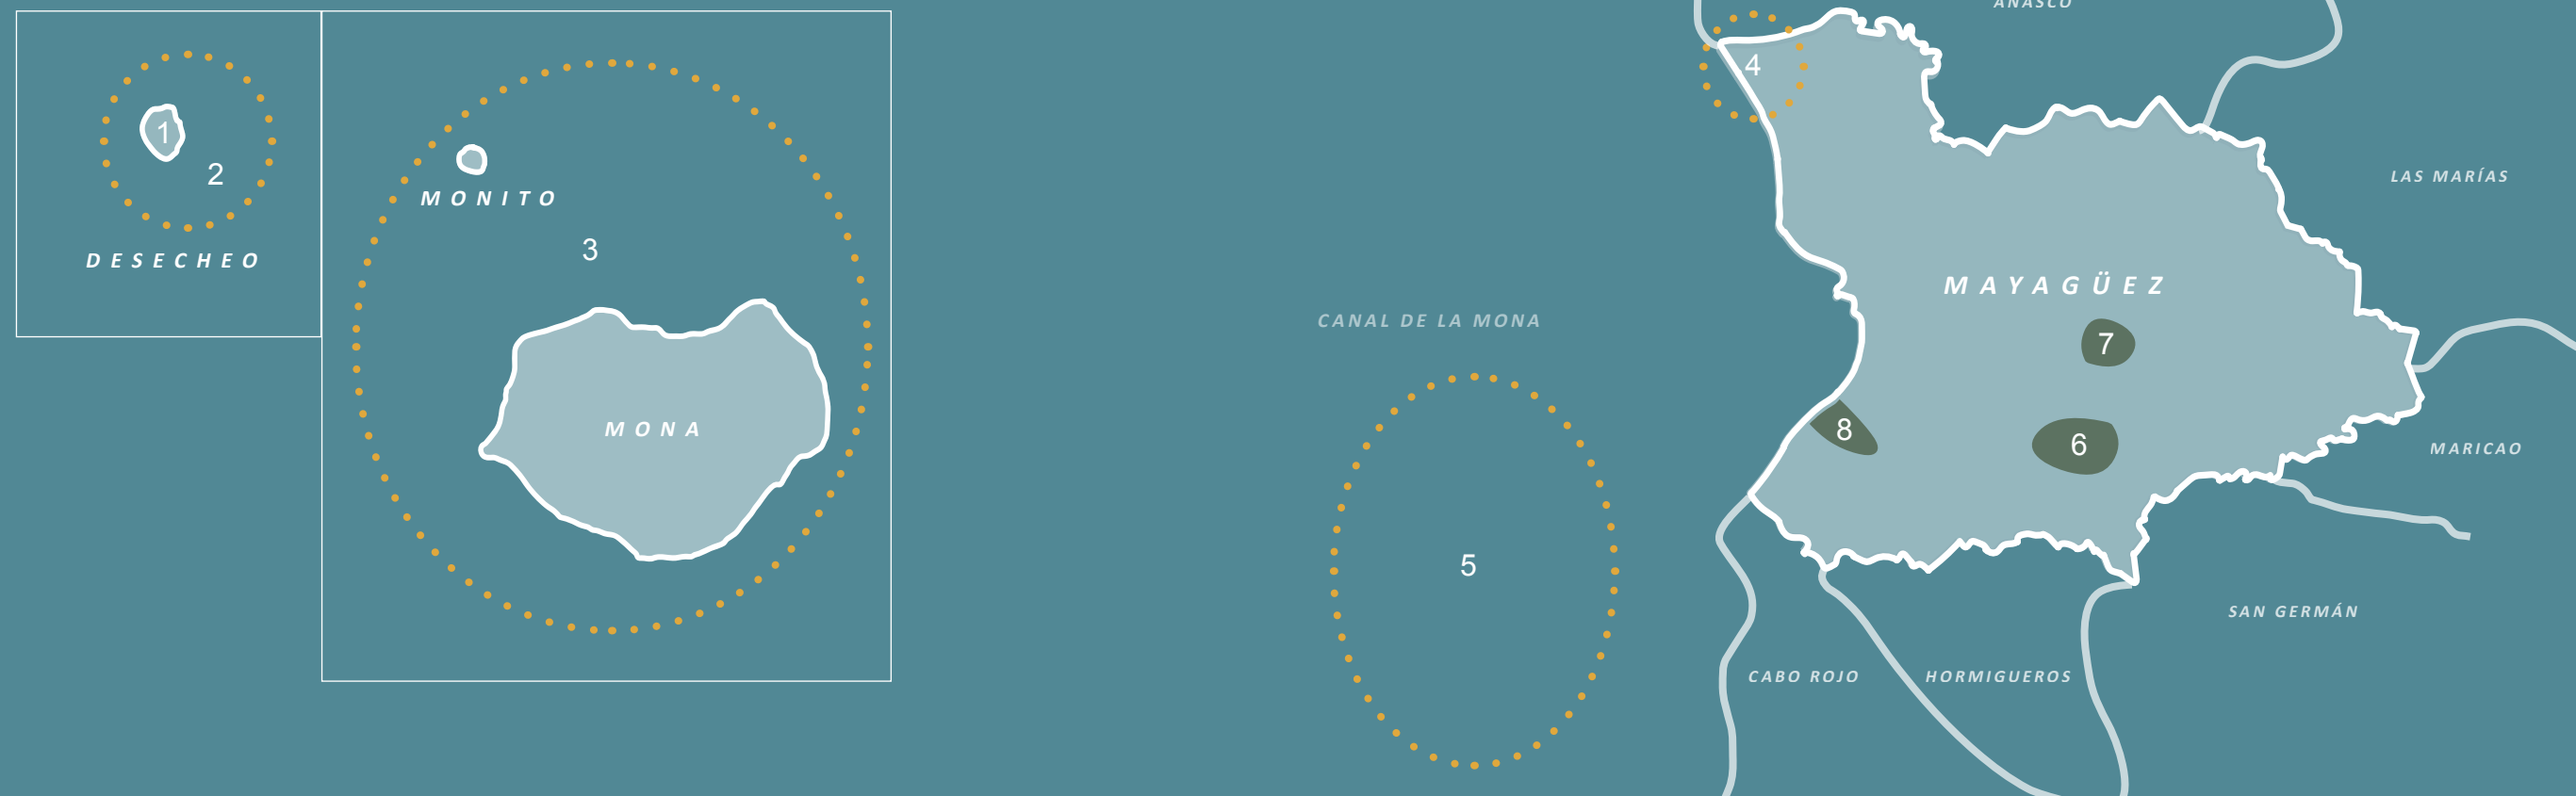 AÑASCO
4
1
2
LAS MARÍAS
MONITO
3
DESECHEO
MAYAGÜEZ
CANAL DE LA MONA
7
MONA
8
6
MARICAO
5
SAN GERMÁN
CABO ROJO
HORMIGUEROS